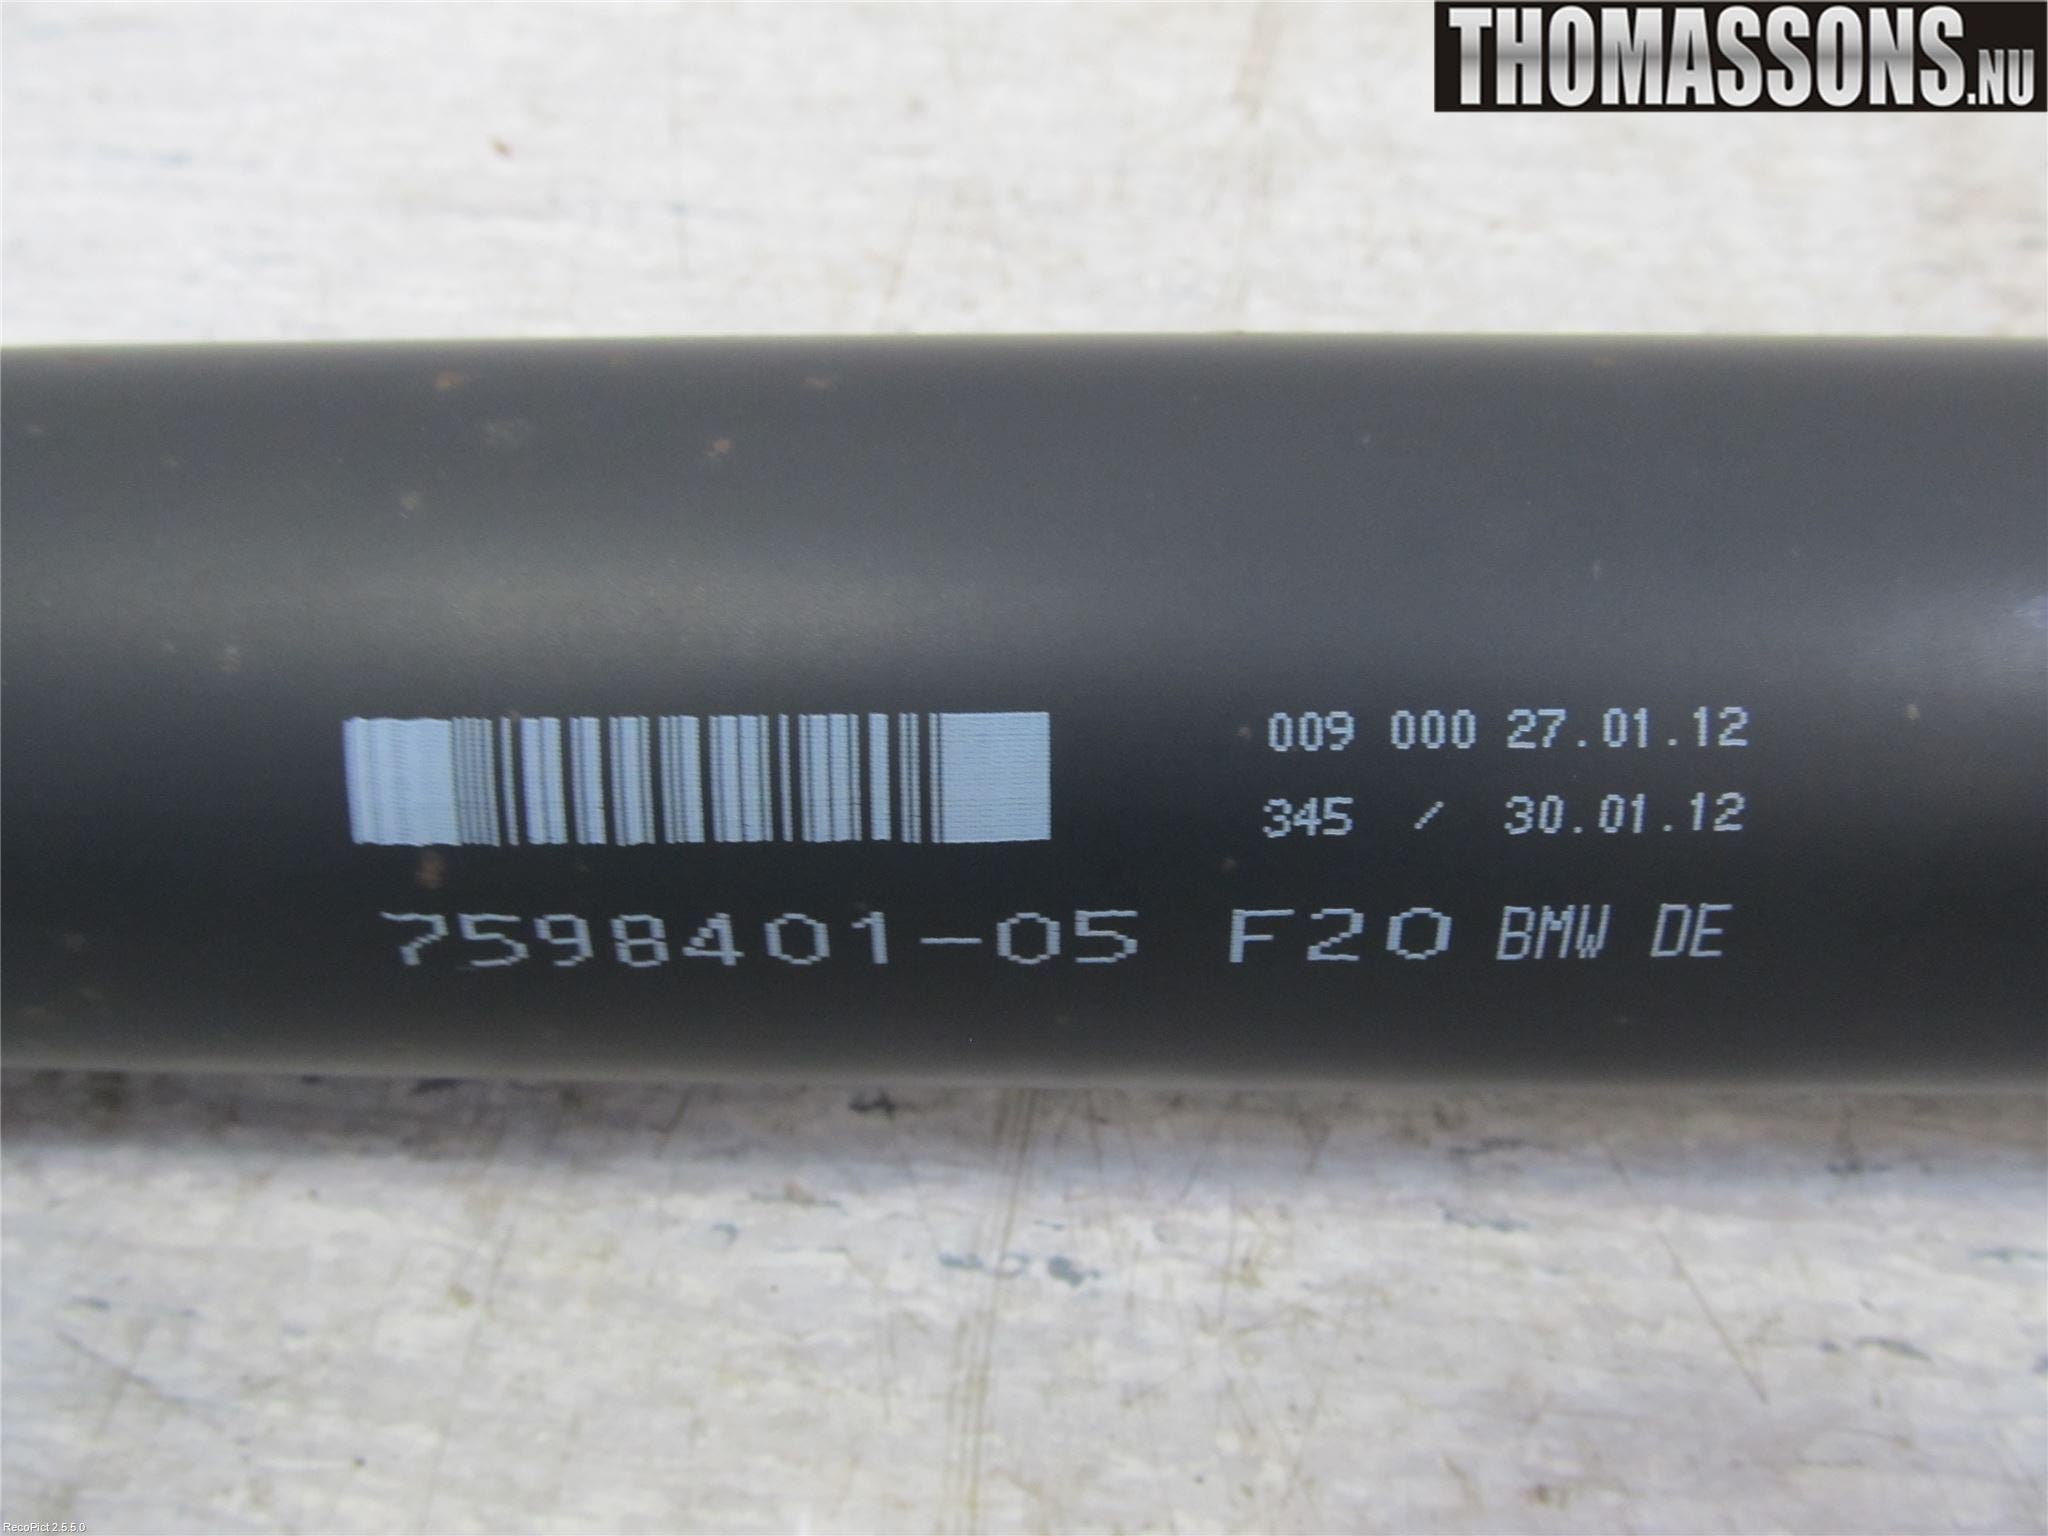 THOMASSONS.NU
009 000 27.01.12
345 / 30.01.12
7598401-05 F20 BMW DE
RecoPict 2.5.5.0